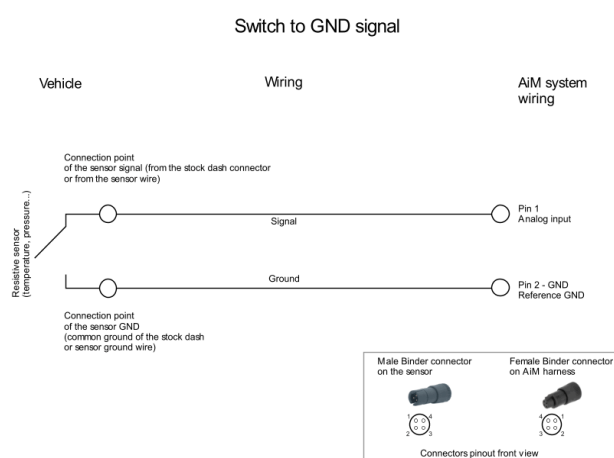 Switch to GND signal
Vehicle
Wiring
AiM system
wiring
Connection point
of the sensor signal (from the stock dash connector
or from the sensor wire)
Resistive sensor
(temperature, pressure...)
Signal
Pin 1
Analog input
Ground
Pin 2 - GND
Reference GND
Connection point
of the sensor GND
(common ground of the stock dash
or sensor ground wire)
Male Binder connector
on the sensor
Female Binder connector
on AiM harness
1 4
2 3
4 1
3 2
Connectors pinout front view